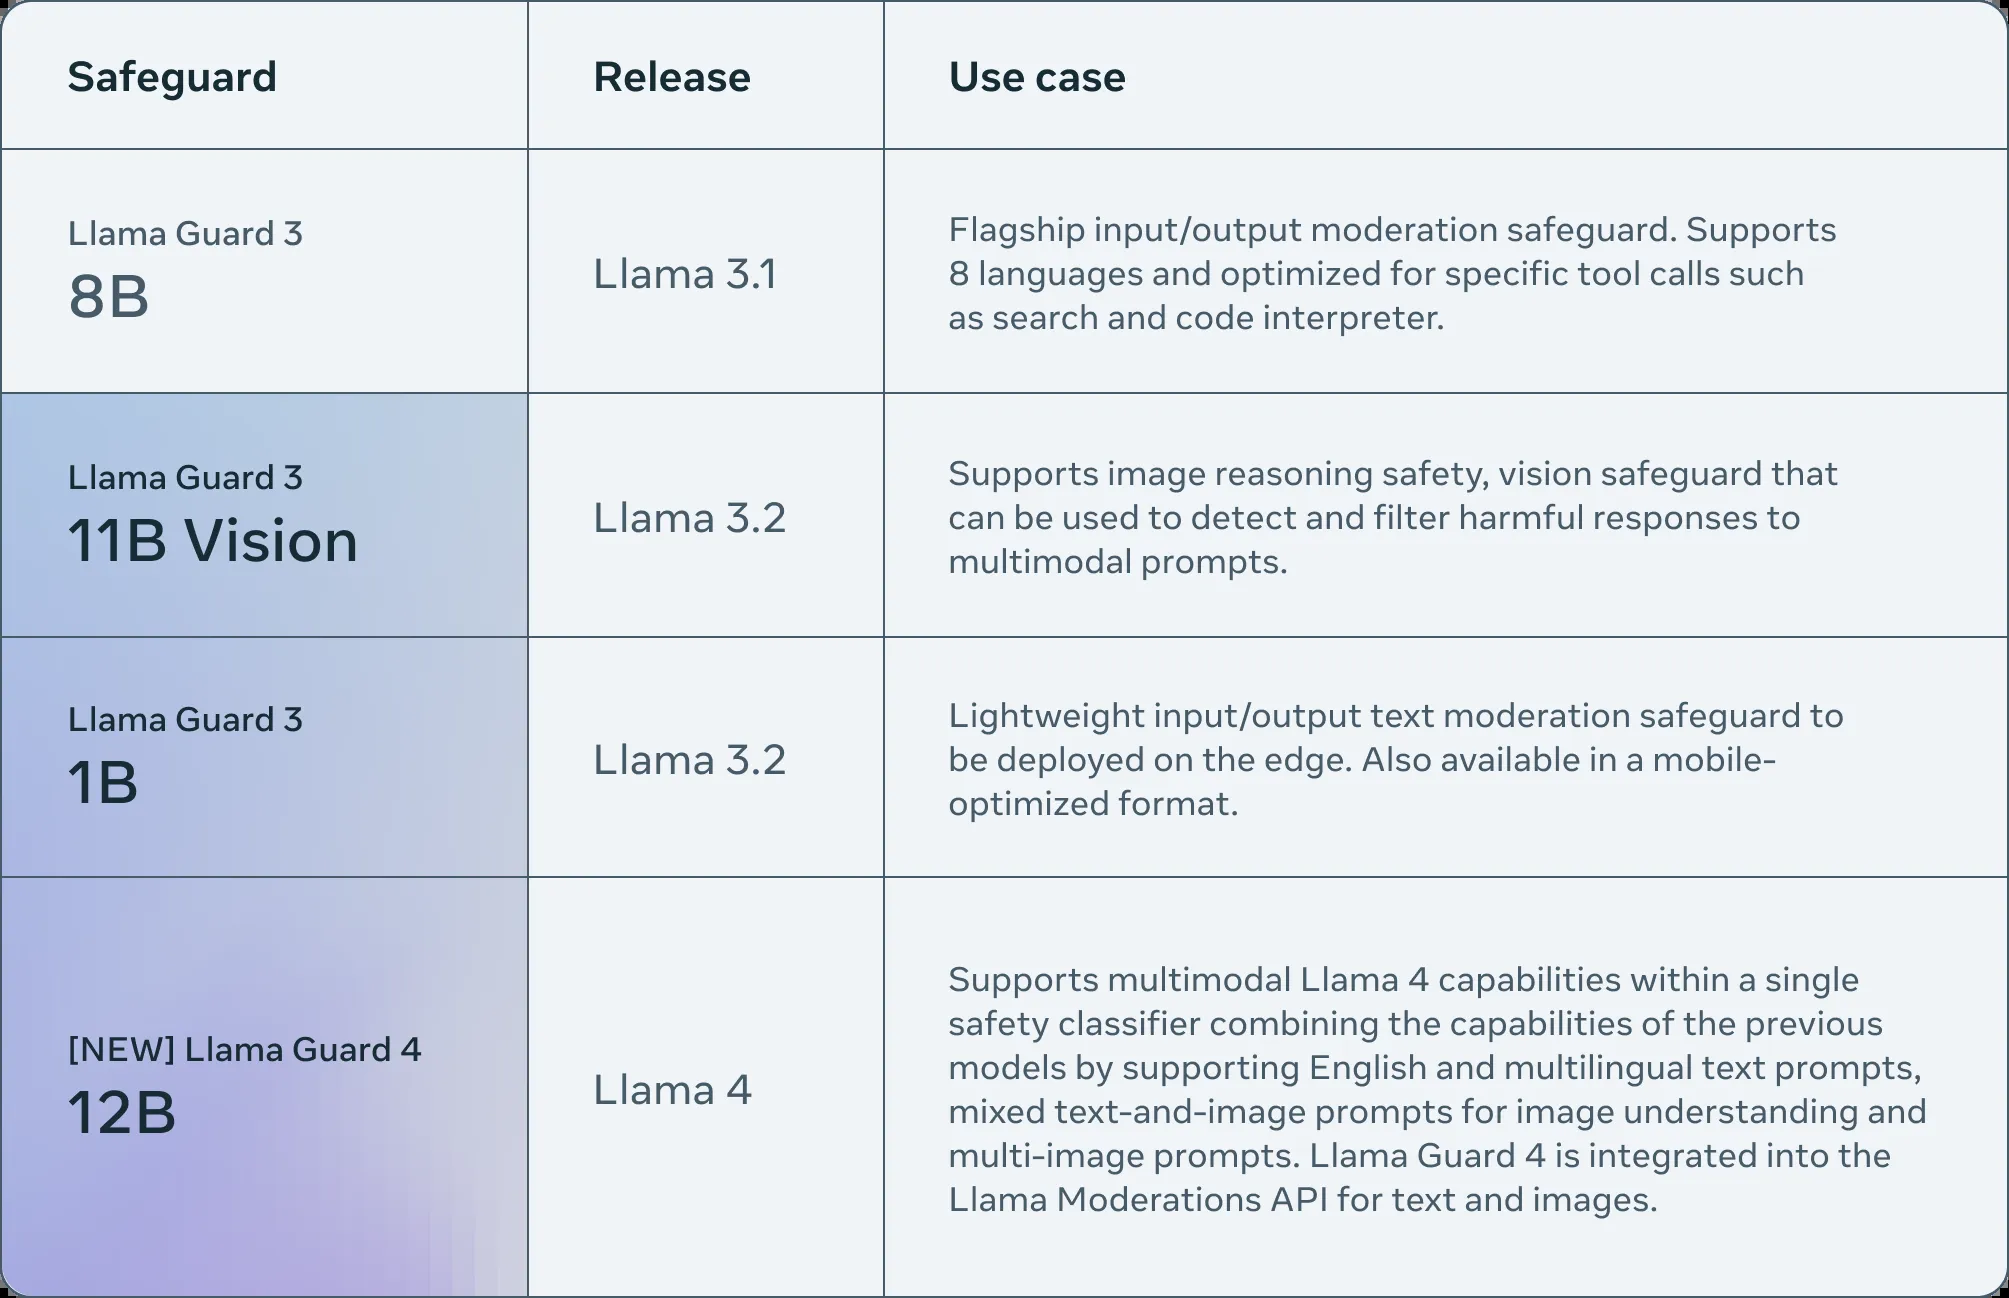 Safeguard
Release
Use case
Llama Guard 3
8B
Llama 3.1
Flagship input/output moderation safeguard. Supports
8 languages and optimized for specific tool calls such
as search and code interpreter.
Llama Guard 3
11B Vision
Llama 3.2
Supports image reasoning safety, vision safeguard that
can be used to detect and filter harmful responses to
multimodal prompts.
Llama Guard 3
1B
Llama 3.2
Lightweight input/output text moderation safeguard to
be deployed on the edge. Also available in a mobile-
optimized format.
[NEW] Llama Guard 4
12B
Llama 4
Supports multimodal Llama 4 capabilities within a single
safety classifier combining the capabilities of the previous
models by supporting English and multilingual text prompts,
mixed text-and-image prompts for image understanding and
multi-image prompts. Llama Guard 4 is integrated into the
Llama Moderations API for text and images.